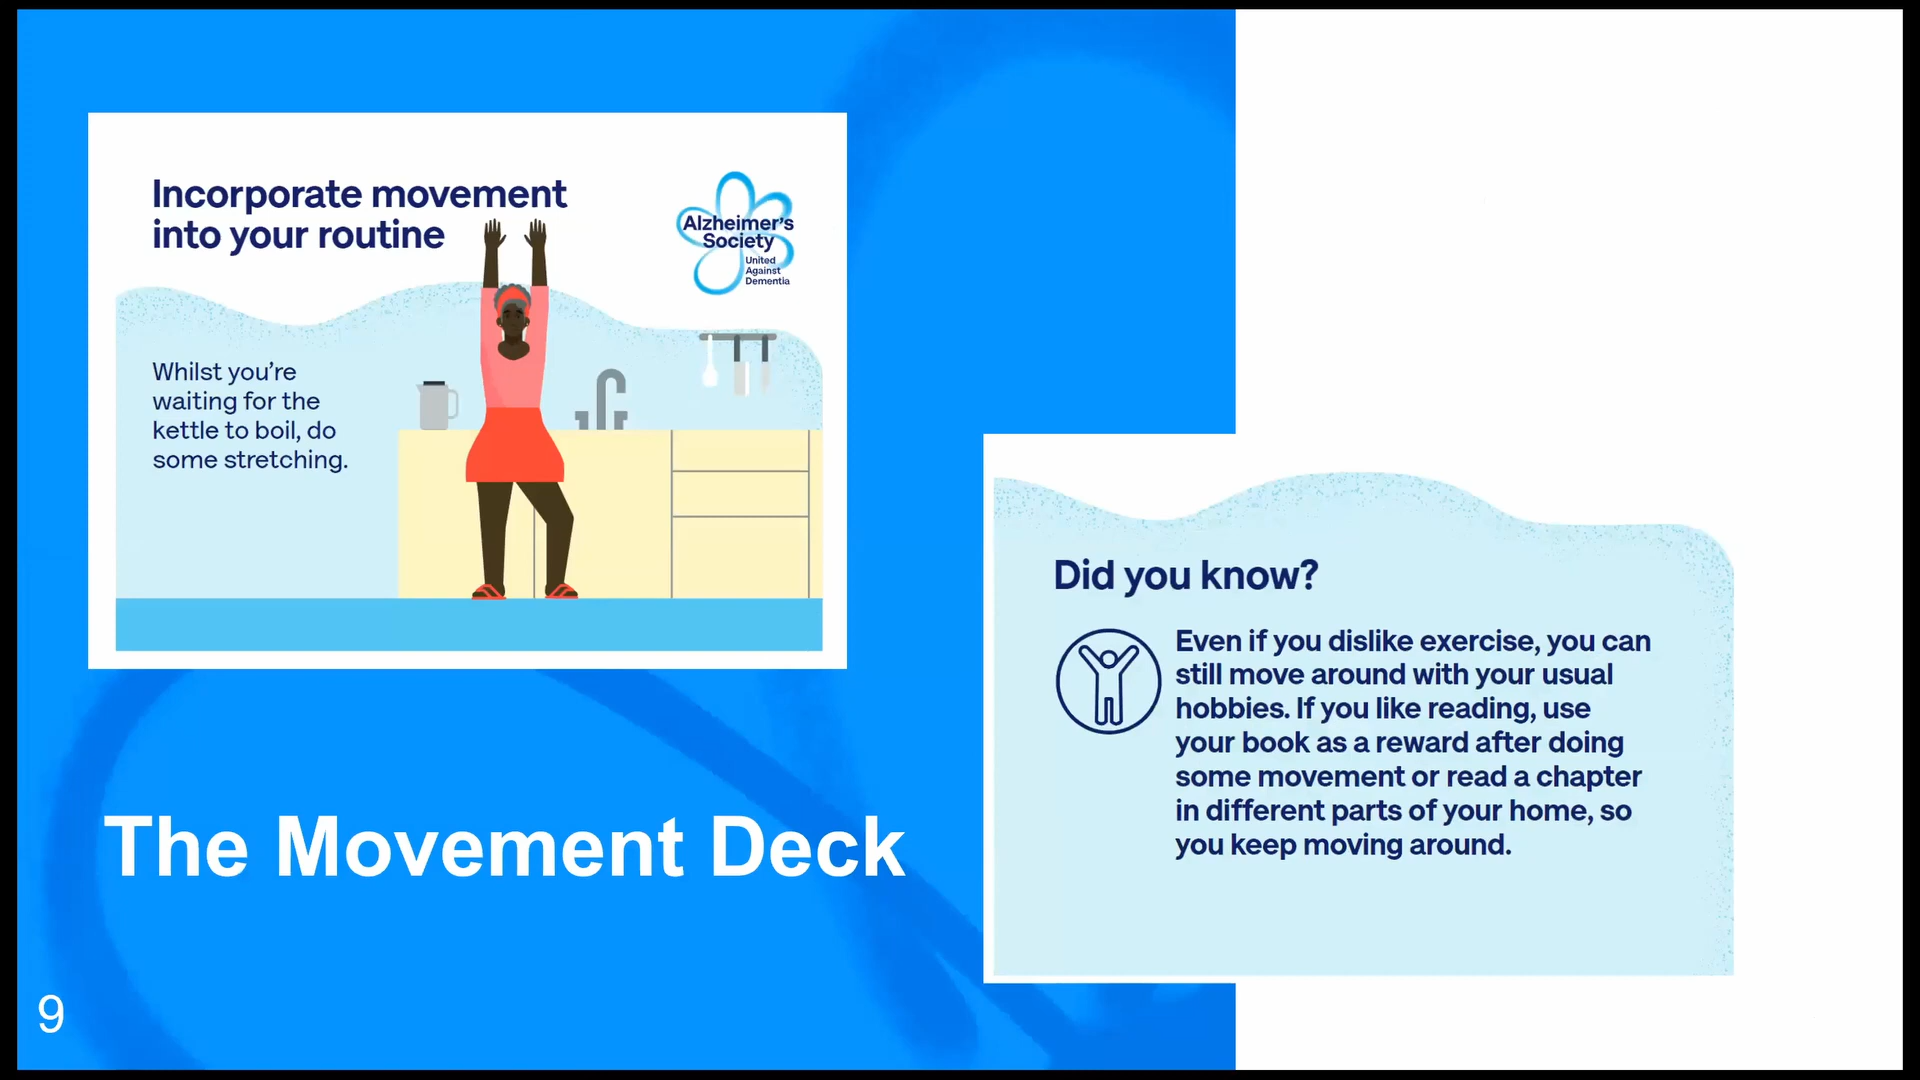 Incorporate movement
into your routine
Alzheimer's
Society
United
Against
Dementia
Whilst you're
waiting for the
kettle to boil, do
some stretching.
Did you know?
Even if you dislike exercise, you can
still move around with your usual
hobbies. If you like reading, use
your book as a reward after doing
some movement or read a chapter
in different parts of your home, so
you keep moving around.
The Movement Deck
9